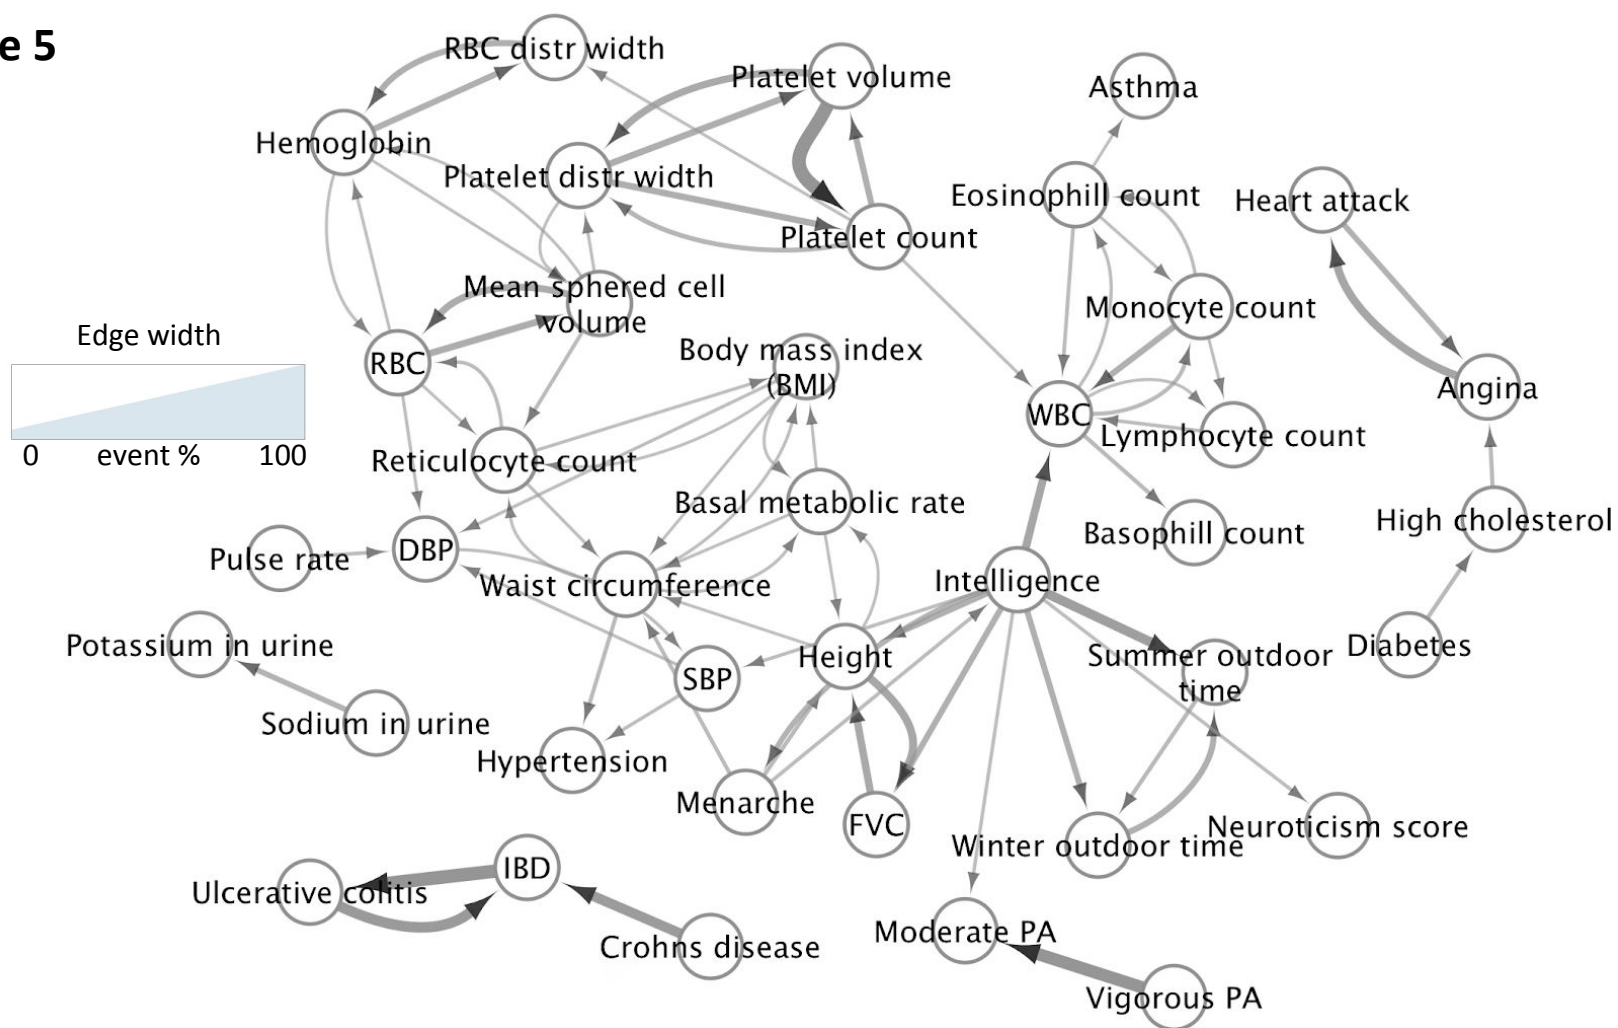 e 5
RBC distr width
Platelet volume
Asthma
Hemoglobin
Platelet distr width
Eosinophill count
Heart attack
Platelet count
Mean sphered cell
volume
Monocyte count
Edge width
0 event % 100
RBC
Body mass index
(BMI)
Angina
WBC
Lymphocyte count
Reticulocyte count
Basal metabolic rate
High cholesterol
Basophill count
Pulse rate
DBP
Waist circumference
Intelligence
Potassium in urine
Height
Summer outdoor
time
Diabetes
SBP
Sodium in urine
Hypertension
Menarche
FVC
Winter outdoor time
Neuroticism score
IBD
Ulcerative colitis
Crohns disease
Moderate PA
Vigorous PA